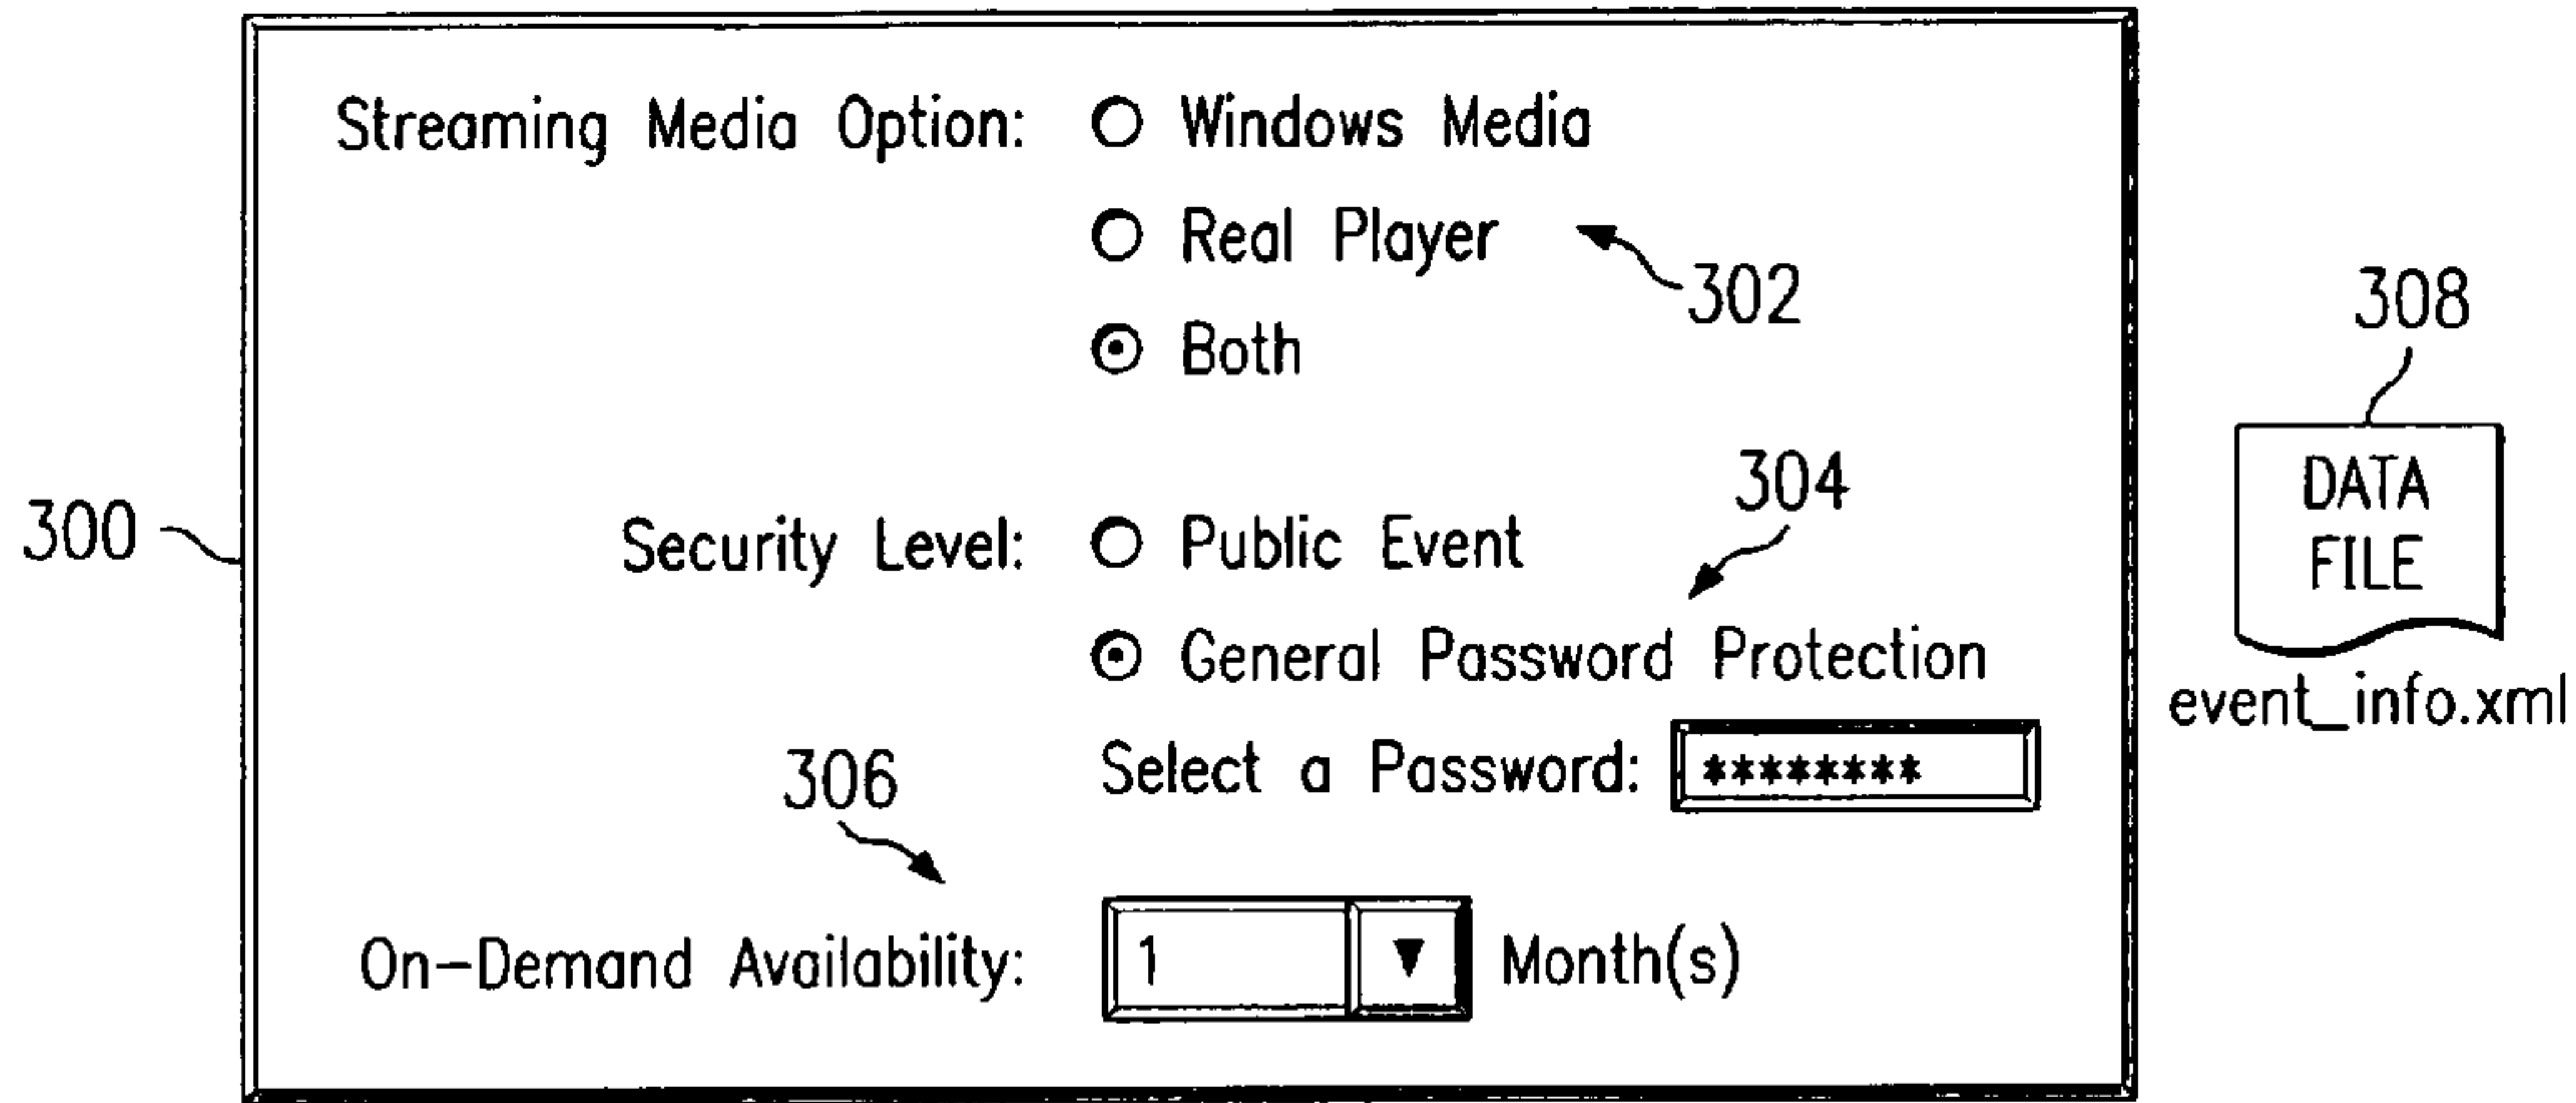 Streaming Media Option: Windows Media
Real Player
302
Both
308
DATA
FILE
event_info.xml
300
304
Security Level: Public Event
General Password Protection
Select a Password: ********
306
On-Demand Availability: 1 ▼ Month(s)